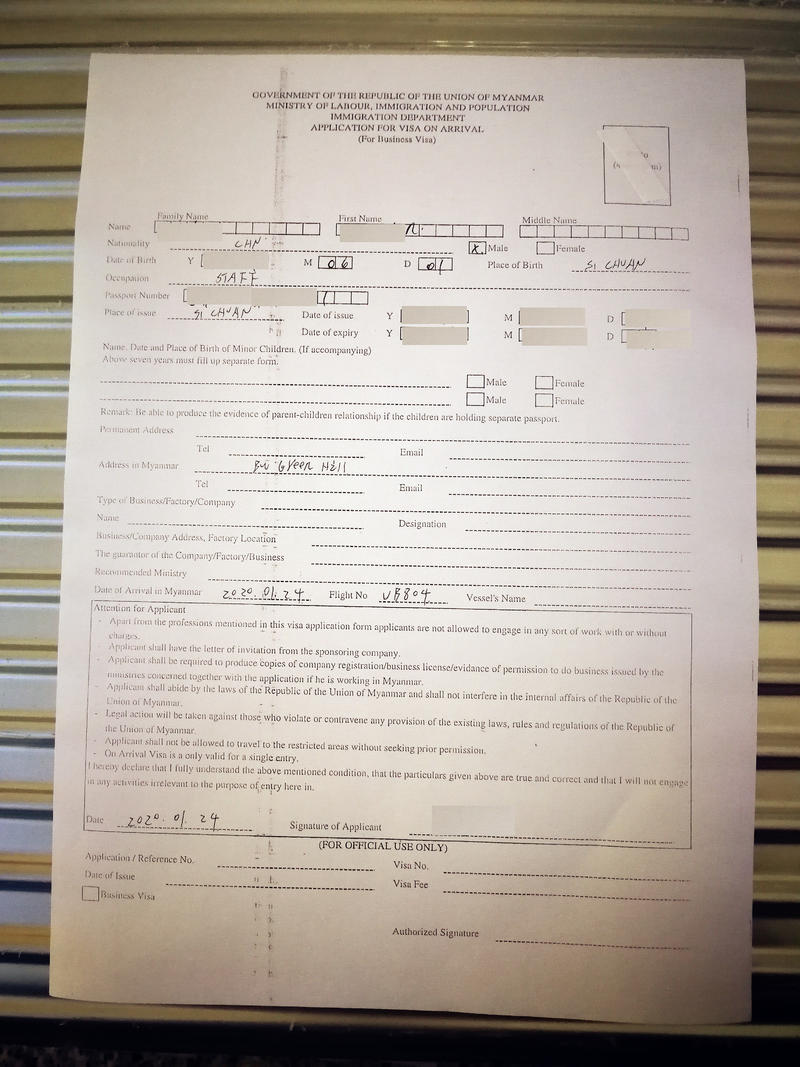 GOVERNMENT OF THE REPUBLIC OF THE UNION OF MYANMAR
MINISTRY OF LABOUR, IMMIGRATION AND POPULATION
IMMIGRATION DEPARTMENT
APPLICATION FOR VISA ON ARRIVAL
(For Business Visa)
Family Name First Name Middle Name
Name
Nationality CHN X Male Female
Date of Birth Y M 06 D 01 Place of Birth SI CHUAN
Occupation STAFF
Passport Number
Place of issue SI CHUAN Date of issue Y M D
Date of expiry Y M D
Name, Date and Place of Birth of Minor Children. (If accompanying)
Above seven years must fill up separate form.
Male Female
Male Female
Remark: Be able to produce the evidence of parent-children relationship if the children are holding separate passport.
Permanent Address
Tel Email
Address in Myanmar Green Hill
Tel Email
Type of Business/Factory/Company
Name Designation
Business/Company Address, Factory Location
The guarantor of the Company/Factory/Business
Recommended Ministry
Date of Arrival in Myanmar 2020.01.24 Flight No UB804 Vessel's Name
Attention for Applicant
- Apart from the professions mentioned in this visa application form applicants are not allowed to engage in any sort of work with or without
charges.
- Applicant shall have the letter of invitation from the sponsoring company.
- Applicant shall be required to produce copies of company registration/business license/evidence of permission to do business issued by the
ministries concerned together with the application if he is working in Myanmar.
- Applicant shall abide by the laws of the Republic of the Union of Myanmar and shall not interfere in the internal affairs of the Republic of the
Union of Myanmar.
- Legal action will be taken against those who violate or contravene any provision of the existing laws, rules and regulations of the Republic of
the Union of Myanmar.
- Applicant shall not be allowed to travel to the restricted areas without seeking prior permission.
- On Arrival Visa is a only valid for a single entry.
I hereby declare that I fully understand the above mentioned condition, that the particulars given above are true and correct and that I will not engage
in any activities irrelevant to the purpose of entry here in.
Date 2020.01.24 Signature of Applicant
(FOR OFFICIAL USE ONLY)
Application / Reference No. Visa No.
Date of Issue Visa Fee
Business Visa
Authorized Signature